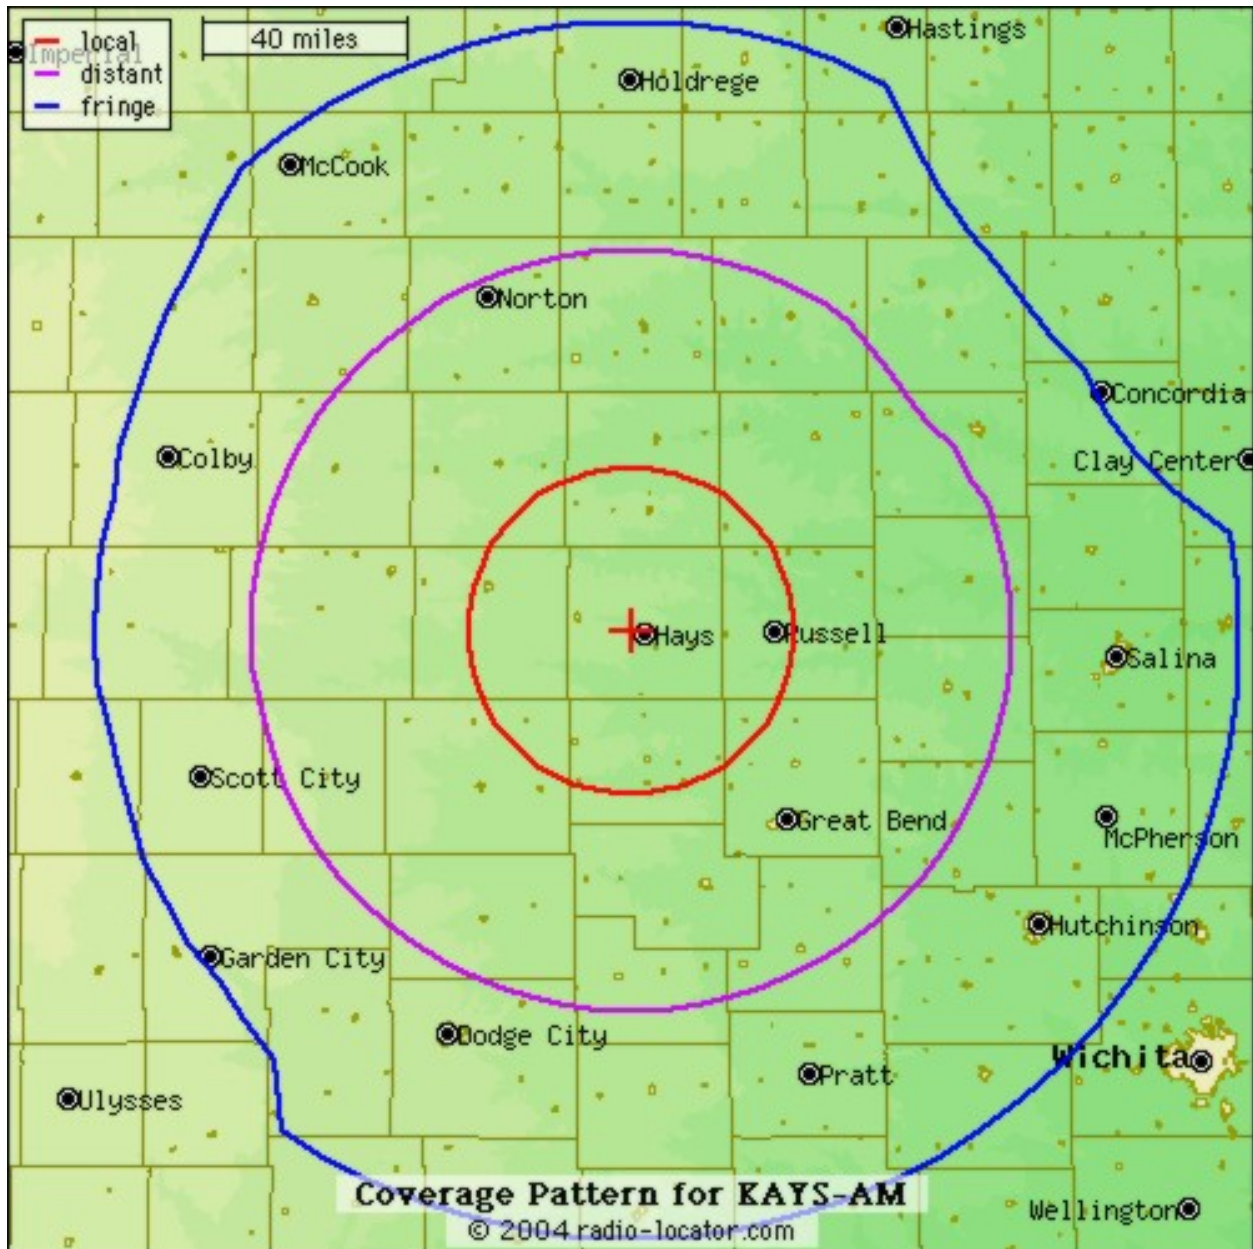 Imperial
local
distant
fringe
40 miles
Hastings
Holdrege
McCook
Norton
Concordia
Colby
Clay Center
Hays
Russell
Salina
Scott City
Great Bend
McPherson
Hutchinson
Garden City
Dodge City
Wichita
Pratt
Ulysses
Coverage Pattern for KAYS-AM
Wellington
© 2004 radio-locator.com